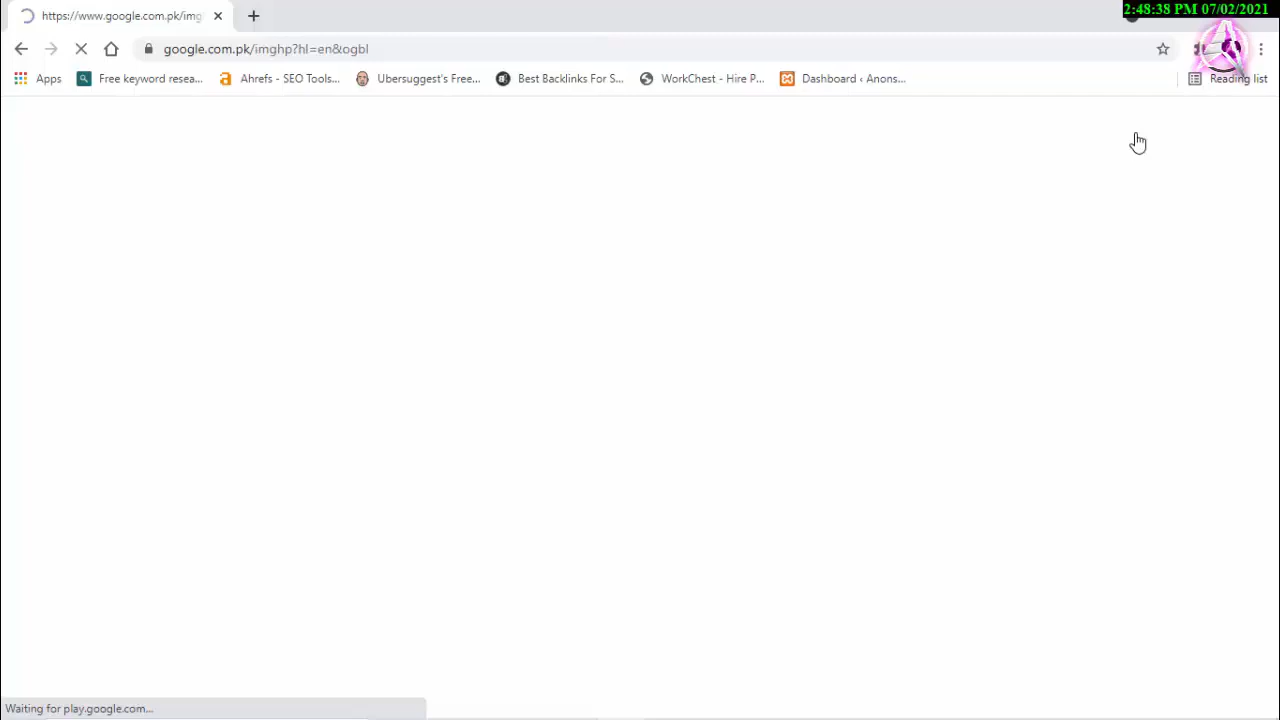 https://www.google.com.pk/img
2:48:38 PM 07/02/2021
google.com.pk/imghp?hl=en&ogbl
Apps
Free keyword resea...
Ahrefs - SEO Tools...
Ubersuggest's Free...
Best Backlinks For S...
WorkChest - Hire P...
Dashboard ‹ Anons...
Reading list
Waiting for play.google.com...